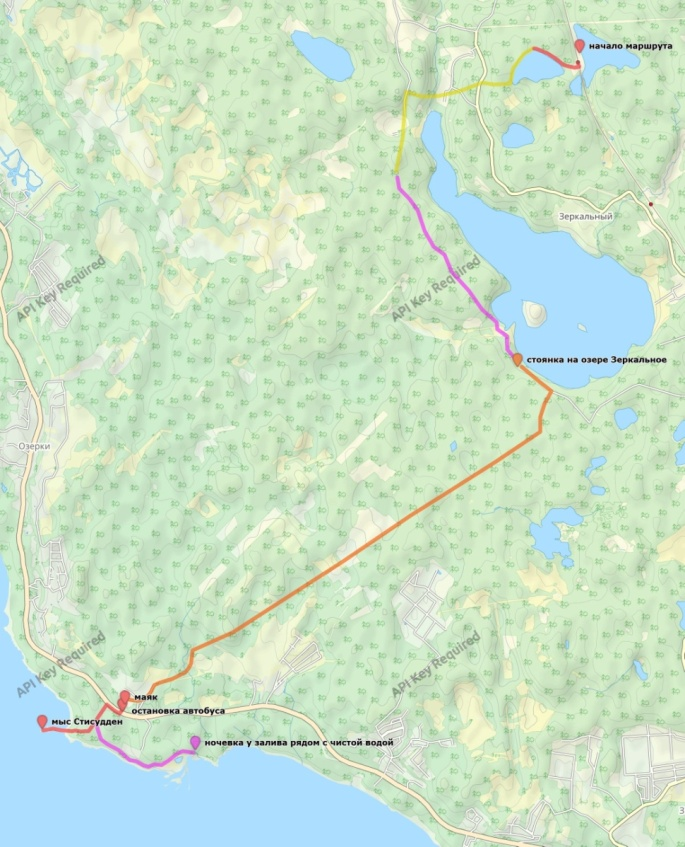 начало маршрута
Зеркальный
API Key Required
API Key Required
стоянка на озере Зеркальное
Озерки
API Key Required
API Key Required
маяк
остановка автобуса
мыс Стисудден
ночевка у залива рядом с чистой водой
З